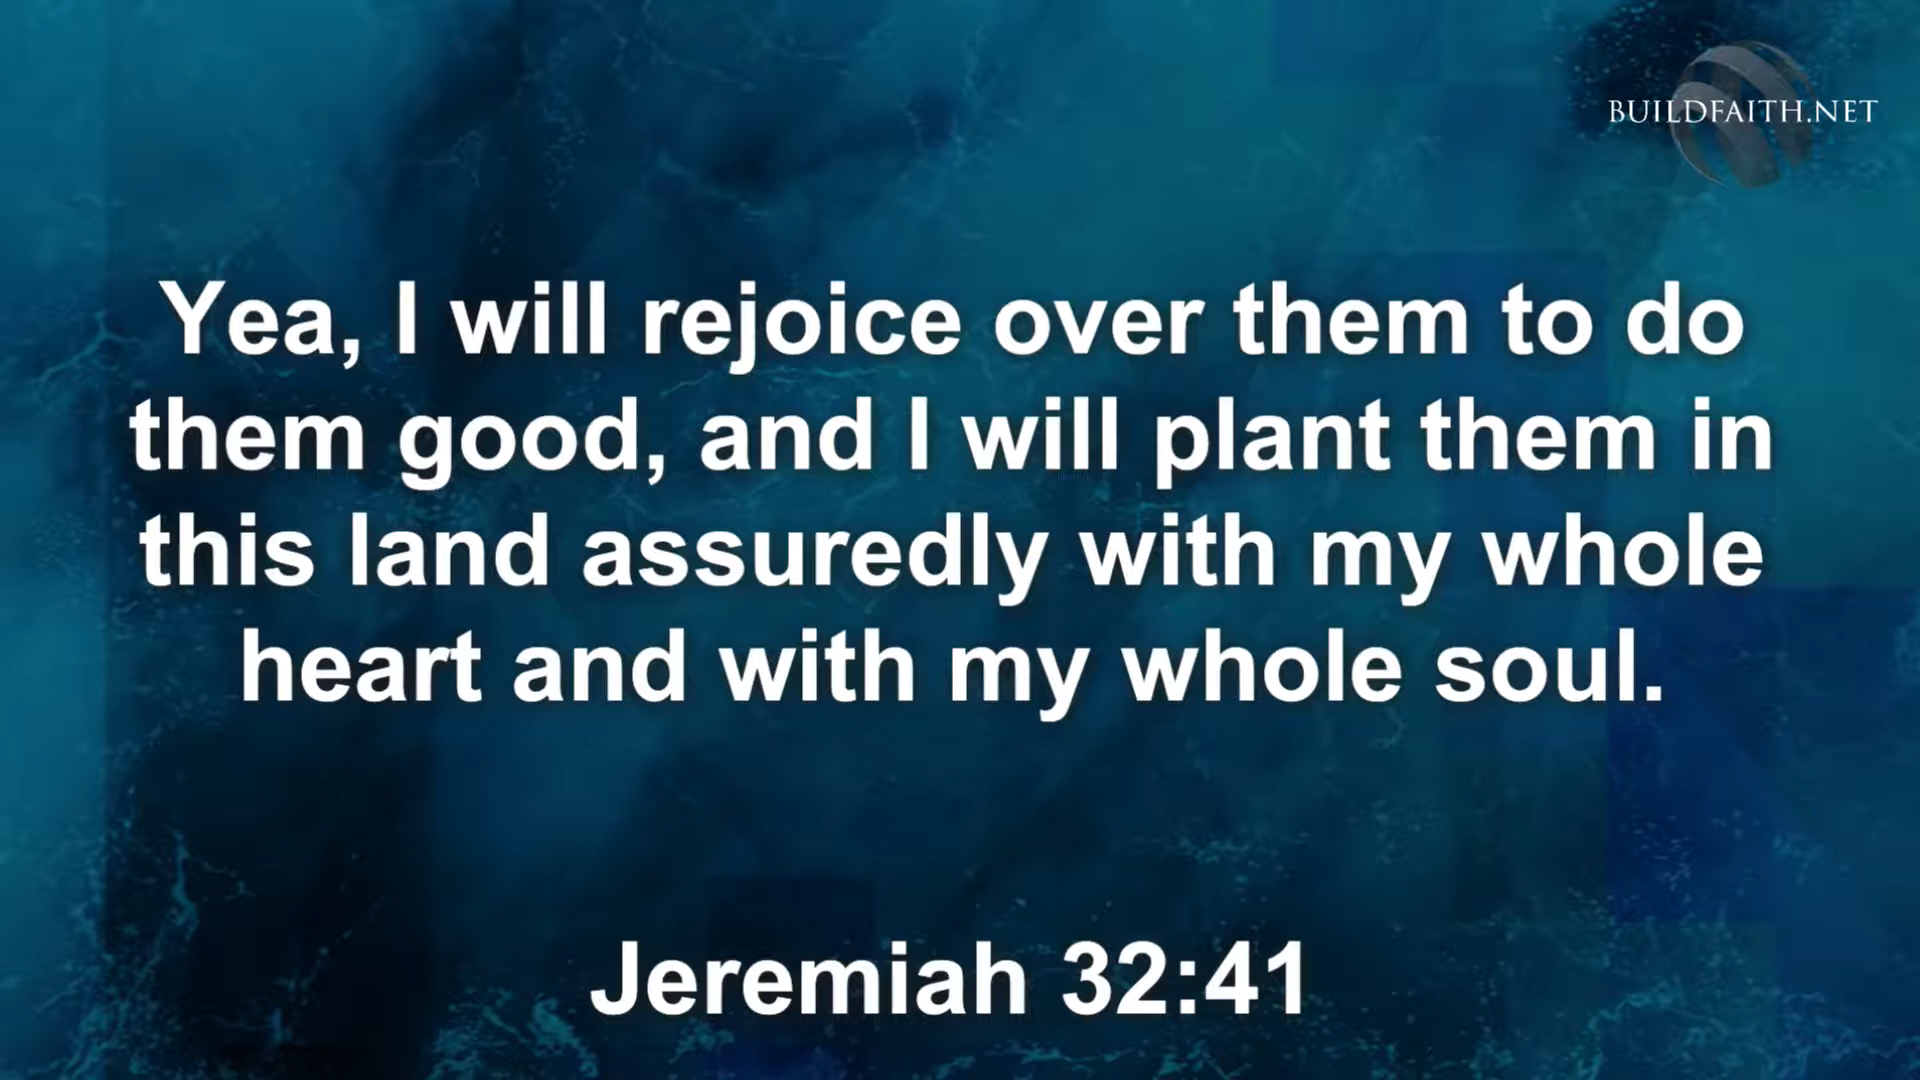 BUILDFAITH.NET
Yea, I will rejoice over them to do
them good, and I will plant them in
this land assuredly with my whole
heart and with my whole soul.
Jeremiah 32:41